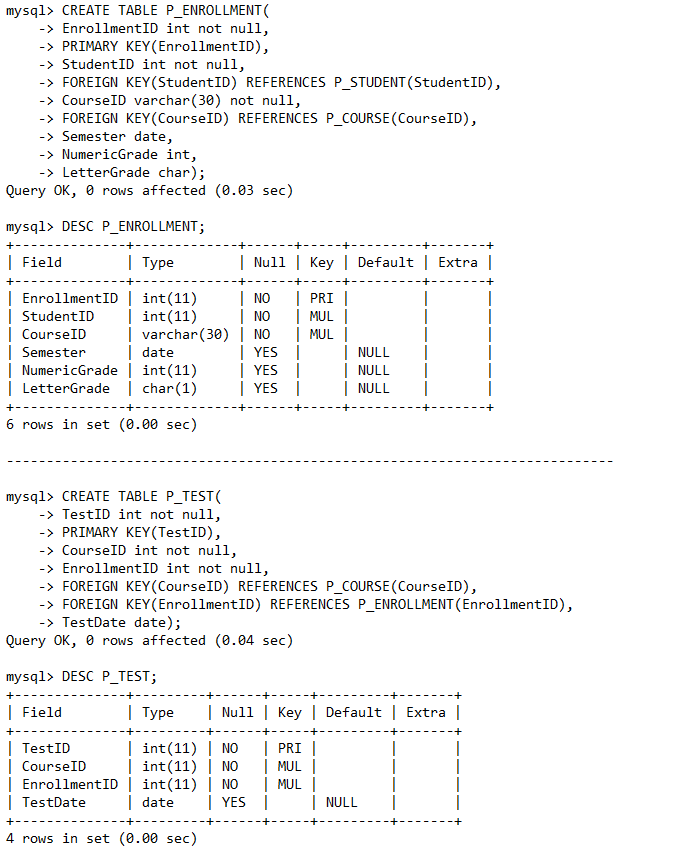 mysql> CREATE TABLE P_ENROLLMENT(
    -> EnrollmentID int not null,
    -> PRIMARY KEY(EnrollmentID),
    -> StudentID int not null,
    -> FOREIGN KEY(StudentID) REFERENCES P_STUDENT(StudentID),
    -> CourseID varchar(30) not null,
    -> FOREIGN KEY(CourseID) REFERENCES P_COURSE(CourseID),
    -> Semester date,
    -> NumericGrade int,
    -> LetterGrade char);
Query OK, 0 rows affected (0.03 sec)

mysql> DESC P_ENROLLMENT;
+--------------+-------------+------+-----+---------+-------+
| Field        | Type        | Null | Key | Default | Extra |
+--------------+-------------+------+-----+---------+-------+
| EnrollmentID | int(11)     | NO   | PRI |         |       |
| StudentID    | int(11)     | NO   | MUL |         |       |
| CourseID     | varchar(30) | NO   | MUL |         |       |
| Semester     | date        | YES  |     | NULL    |       |
| NumericGrade | int(11)     | YES  |     | NULL    |       |
| LetterGrade  | char(1)     | YES  |     | NULL    |       |
+--------------+-------------+------+-----+---------+-------+
6 rows in set (0.00 sec)

----------------------------------------------------------------------------

mysql> CREATE TABLE P_TEST(
    -> TestID int not null,
    -> PRIMARY KEY(TestID),
    -> CourseID int not null,
    -> EnrollmentID int not null,
    -> FOREIGN KEY(CourseID) REFERENCES P_COURSE(CourseID),
    -> FOREIGN KEY(EnrollmentID) REFERENCES P_ENROLLMENT(EnrollmentID),
    -> TestDate date);
Query OK, 0 rows affected (0.04 sec)

mysql> DESC P_TEST;
+--------------+---------+------+-----+---------+-------+
| Field        | Type    | Null | Key | Default | Extra |
+--------------+---------+------+-----+---------+-------+
| TestID       | int(11) | NO   | PRI |         |       |
| CourseID     | int(11) | NO   | MUL |         |       |
| EnrollmentID | int(11) | NO   | MUL |         |       |
| TestDate     | date    | YES  |     | NULL    |       |
+--------------+---------+------+-----+---------+-------+
4 rows in set (0.00 sec)